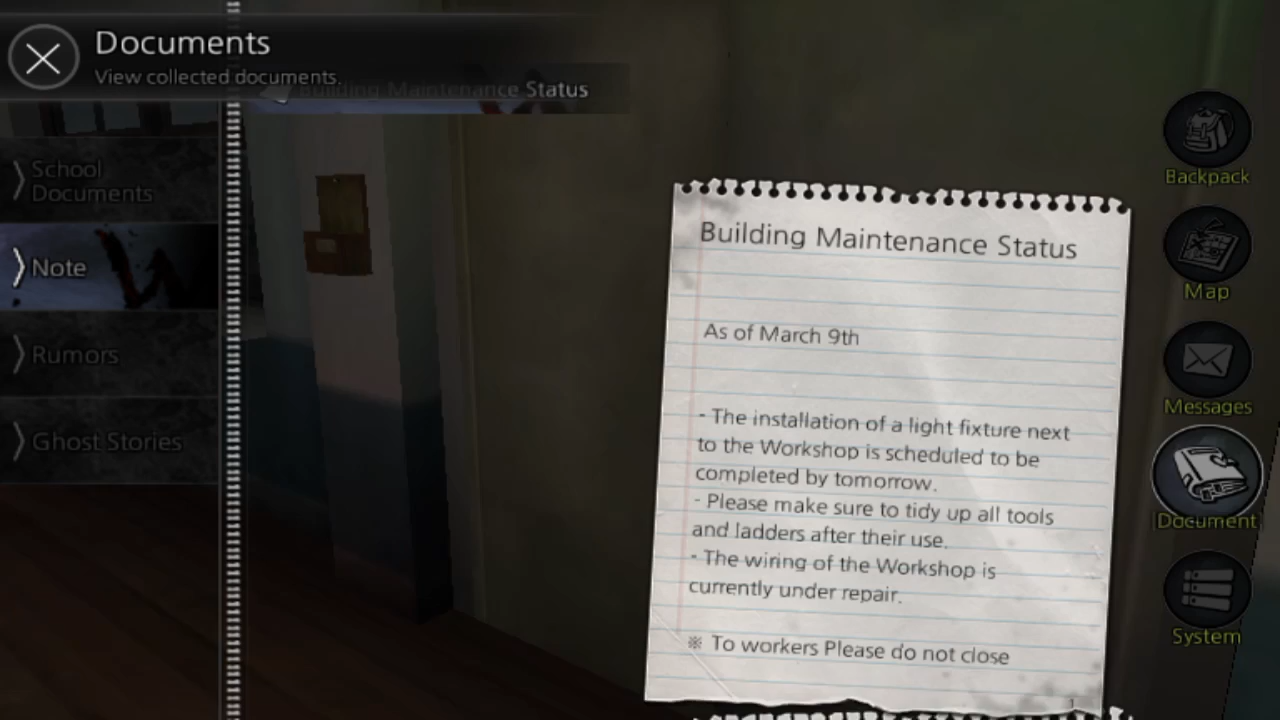 Documents
View collected documents.
Building Maintenance Status
School
Documents
Note
Rumors
Ghost Stories
Building Maintenance Status
As of March 9th
- The installation of a light fixture next
to the Workshop is scheduled to be
completed by tomorrow.
- Please make sure to tidy up all tools
and ladders after their use.
- The wiring of the Workshop is
currently under repair.
※ To workers Please do not close
1
Backpack
Map
Messages
Document
System